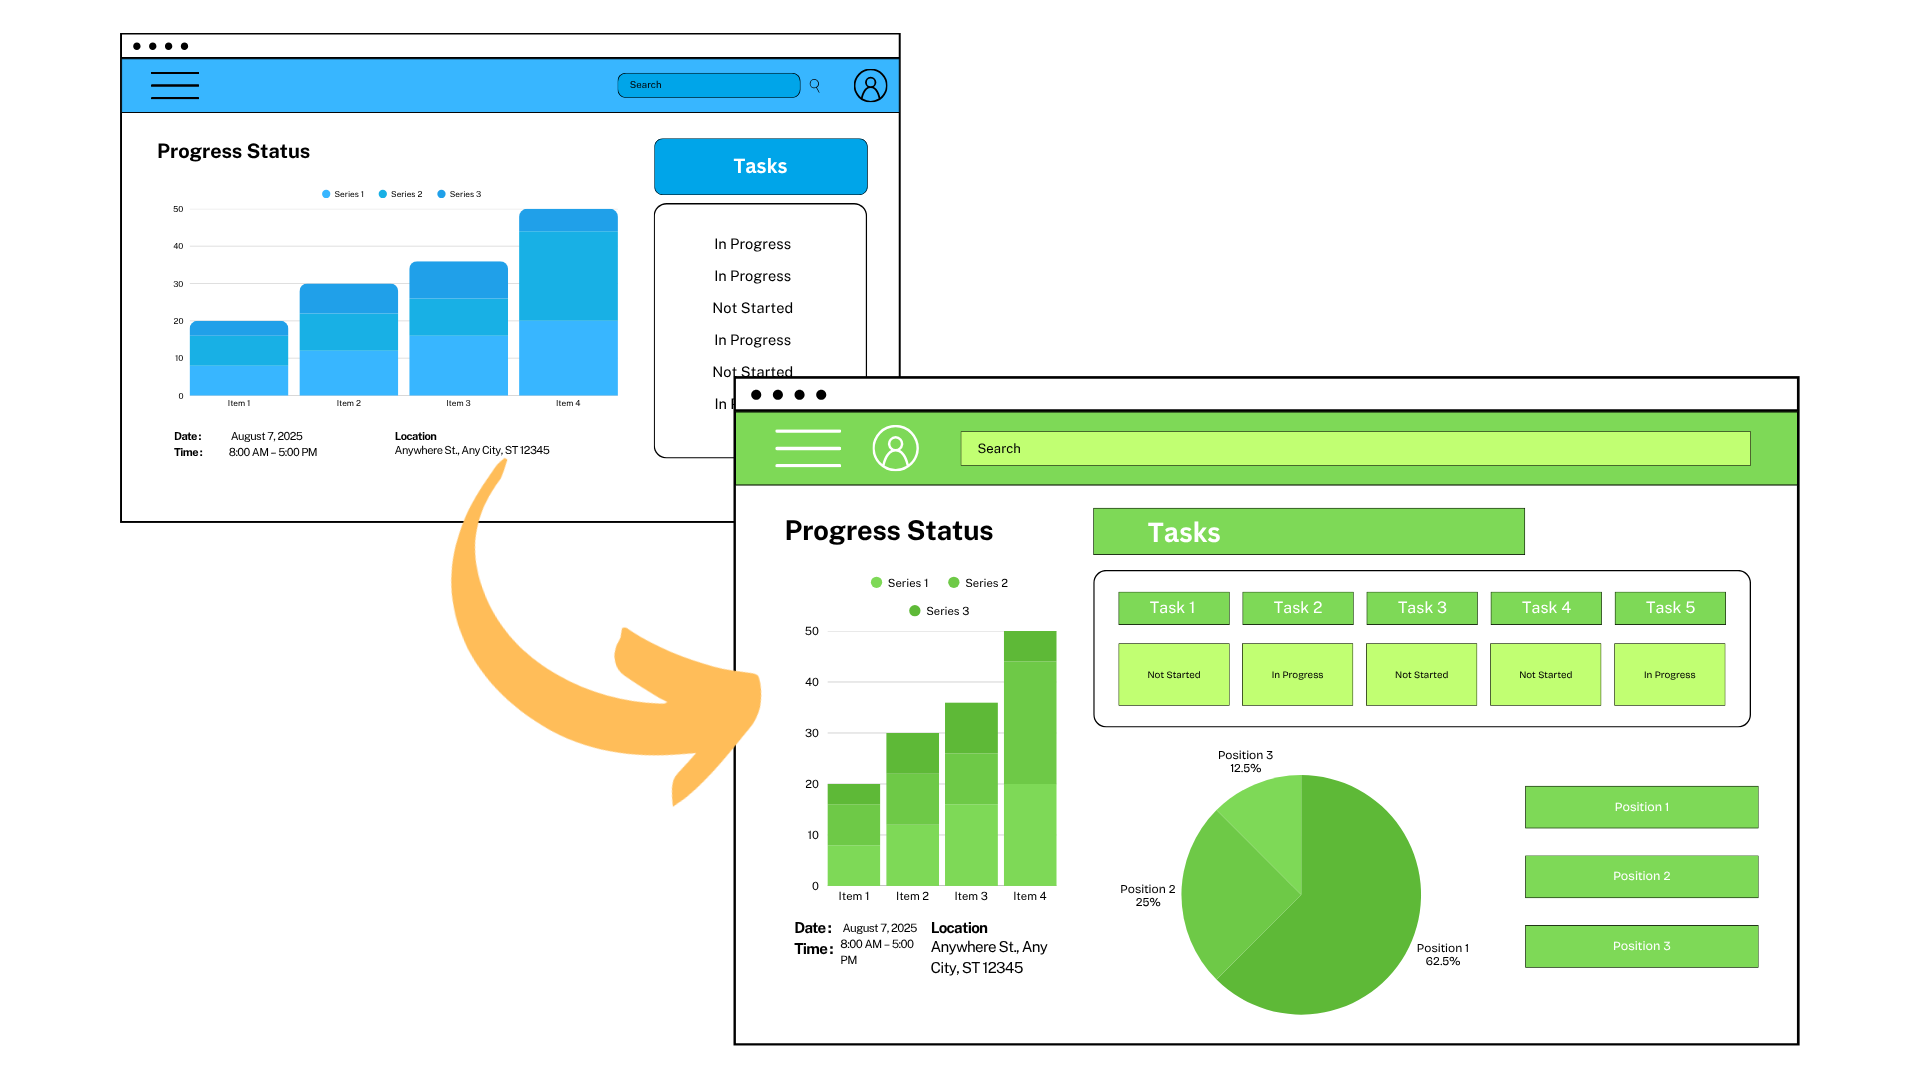 Search
Progress Status
Tasks
Series 1 Series 2 Series 3
50
40
30
20
10
0
Item 1 Item 2 Item 3 Item 4
In Progress
In Progress
Not Started
In Progress
Not Started
In
Date: August 7, 2025
Time: 8:00 AM – 5:00 PM
Location
Anywhere St., Any City, ST 12345
Search
Progress Status
Series 1 Series 2
Series 3
50
40
30
20
10
0
Item 1 Item 2 Item 3 Item 4
Date: August 7, 2025
Time: 8:00 AM – 5:00
PM
Location
Anywhere St., Any
City, ST 12345
Tasks
Task 1 Task 2 Task 3 Task 4 Task 5
Not Started In Progress Not Started Not Started In Progress
Position 3
12.5%
Position 2
25%
Position 1
62.5%
Position 1
Position 2
Position 3